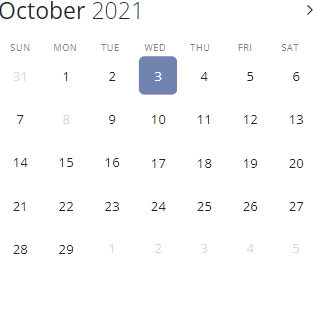 October 2021 >
SUN MON TUE WED THU FRI SAT
31 1 2 3 4 5 6
7 8 9 10 11 12 13
14 15 16 17 18 19 20
21 22 23 24 25 26 27
28 29 1 2 3 4 5